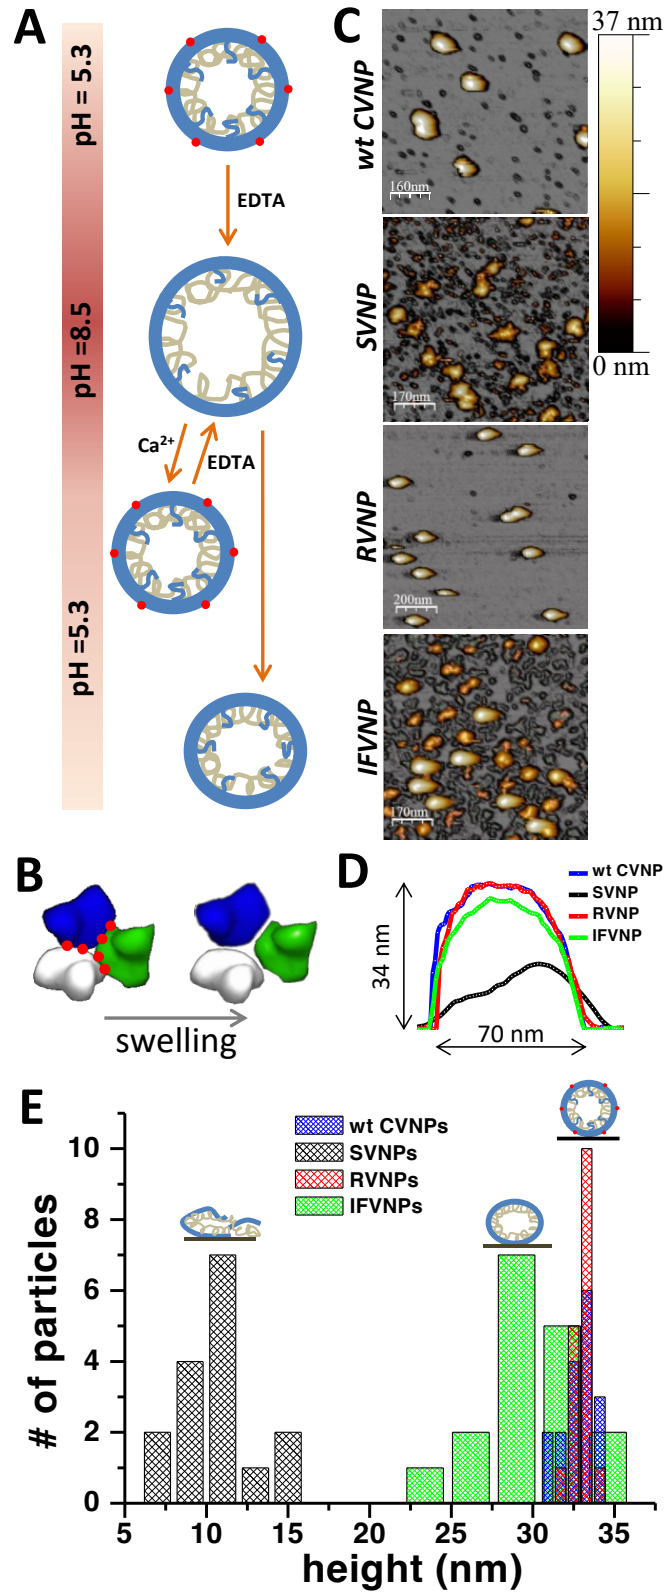 A
pH = 5.3
pH =8.5
pH =5.3
EDTA
Ca2+
EDTA
C
37 nm
0 nm
wt CVNP
160nm
SVNP
170nm
RVNP
200nm
IFVNP
170nm
B
swelling
D
wt CVNP
SVNP
RVNP
IFVNP
34 nm
70 nm
E
wt CVNPs
SVNPs
RVNPs
IFVNPs
# of particles
10
8
6
4
2
0
5
10
15
20
25
30
35
height (nm)